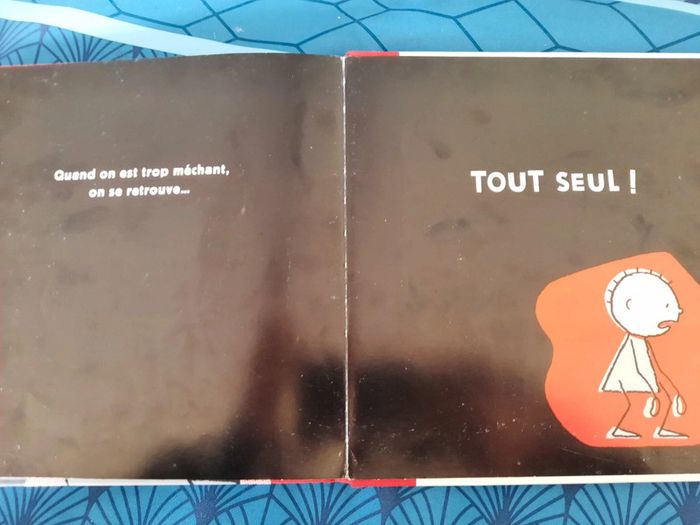 Quand on est trop méchant,
on se retrouve...
TOUT SEUL !